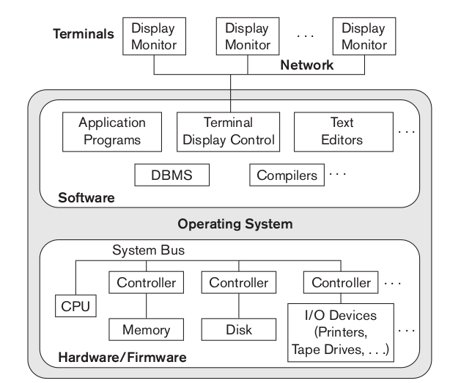 Terminals
Display Monitor
Display Monitor
. . .
Display Monitor
Network
Application Programs
Terminal Display Control
Text Editors
. . .
DBMS
Compilers
. . .
Software
Operating System
System Bus
CPU
Controller
Controller
Controller
. . .
Memory
Disk
I/O Devices
(Printers,
Tape Drives, . . .)
. . .
Hardware/Firmware